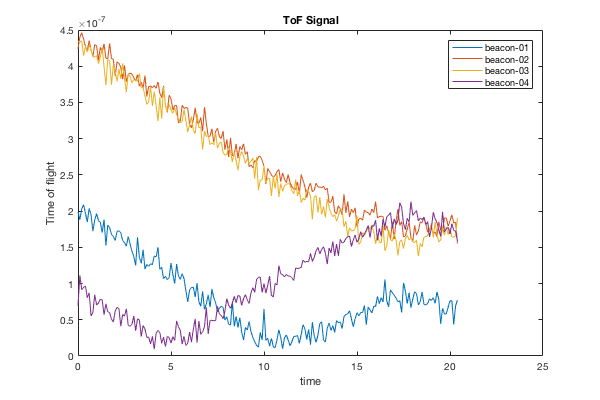 ToF Signal
×10⁻⁷
4.5
4
3.5
3
2.5
2
1.5
1
0.5
0
Time of flight
0 5 10 15 20 25
time
beacon-01
beacon-02
beacon-03
beacon-04